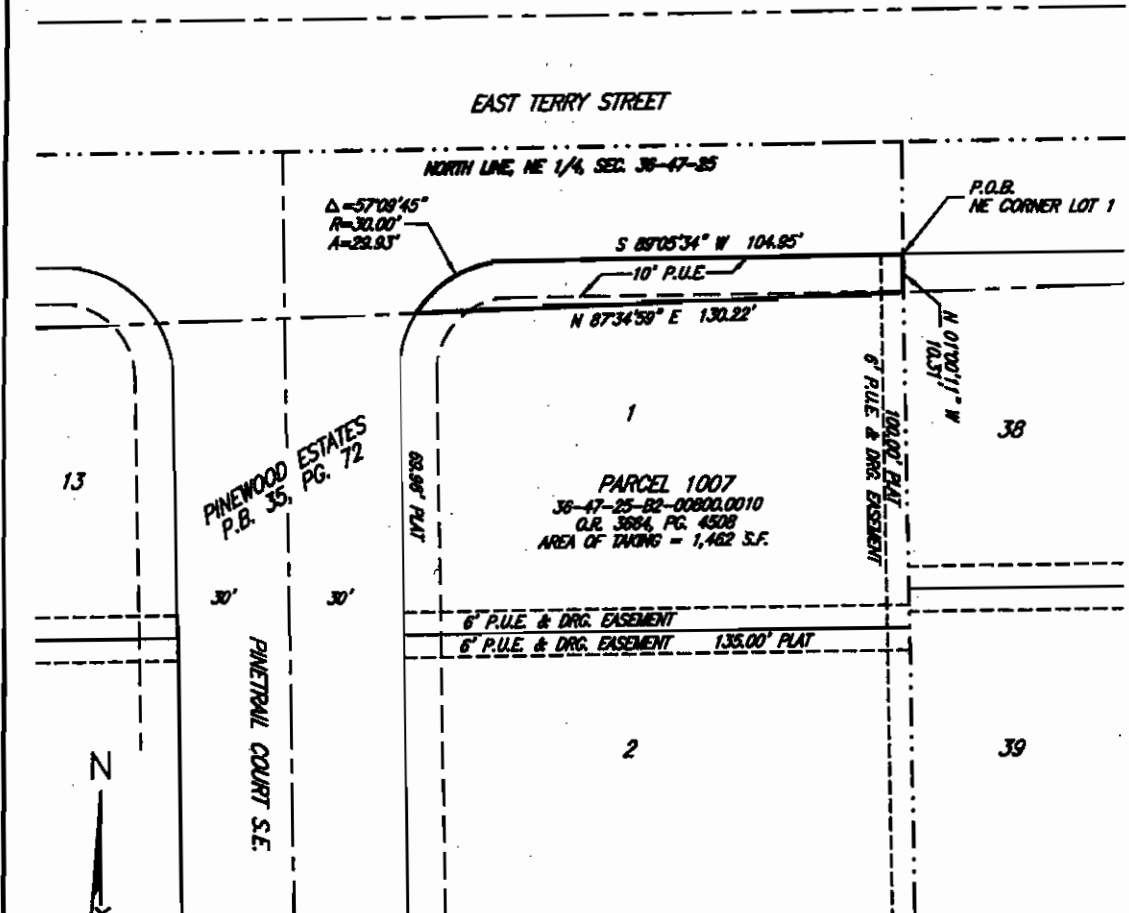 EAST TERRY STREET
NORTH LINE, NE 1/4, SEC. 36-47-25
Δ=57°09'45"
R=30.00'
A=29.93'
P.O.B.
NE CORNER LOT 1
S 89°05'34" W 104.95'
10' P.U.E.
N 87°34'59" E 130.22'
N 01°00'11" W
10.31'
1
38
13
PINEWOOD ESTATES
P.B. 35, PG. 72
69.96' PLAT
6' P.U.E. & DRG. EASEMENT
100.00' PLAT
PARCEL 1007
36-47-25-B2-00800.0010
O.R. 3684, PG. 4508
AREA OF TAKING = 1,462 S.F.
30'
30'
6' P.U.E. & DRG. EASEMENT
6' P.U.E. & DRG. EASEMENT 135.00' PLAT
PINETRAIL COURT S.E.
2
39
N